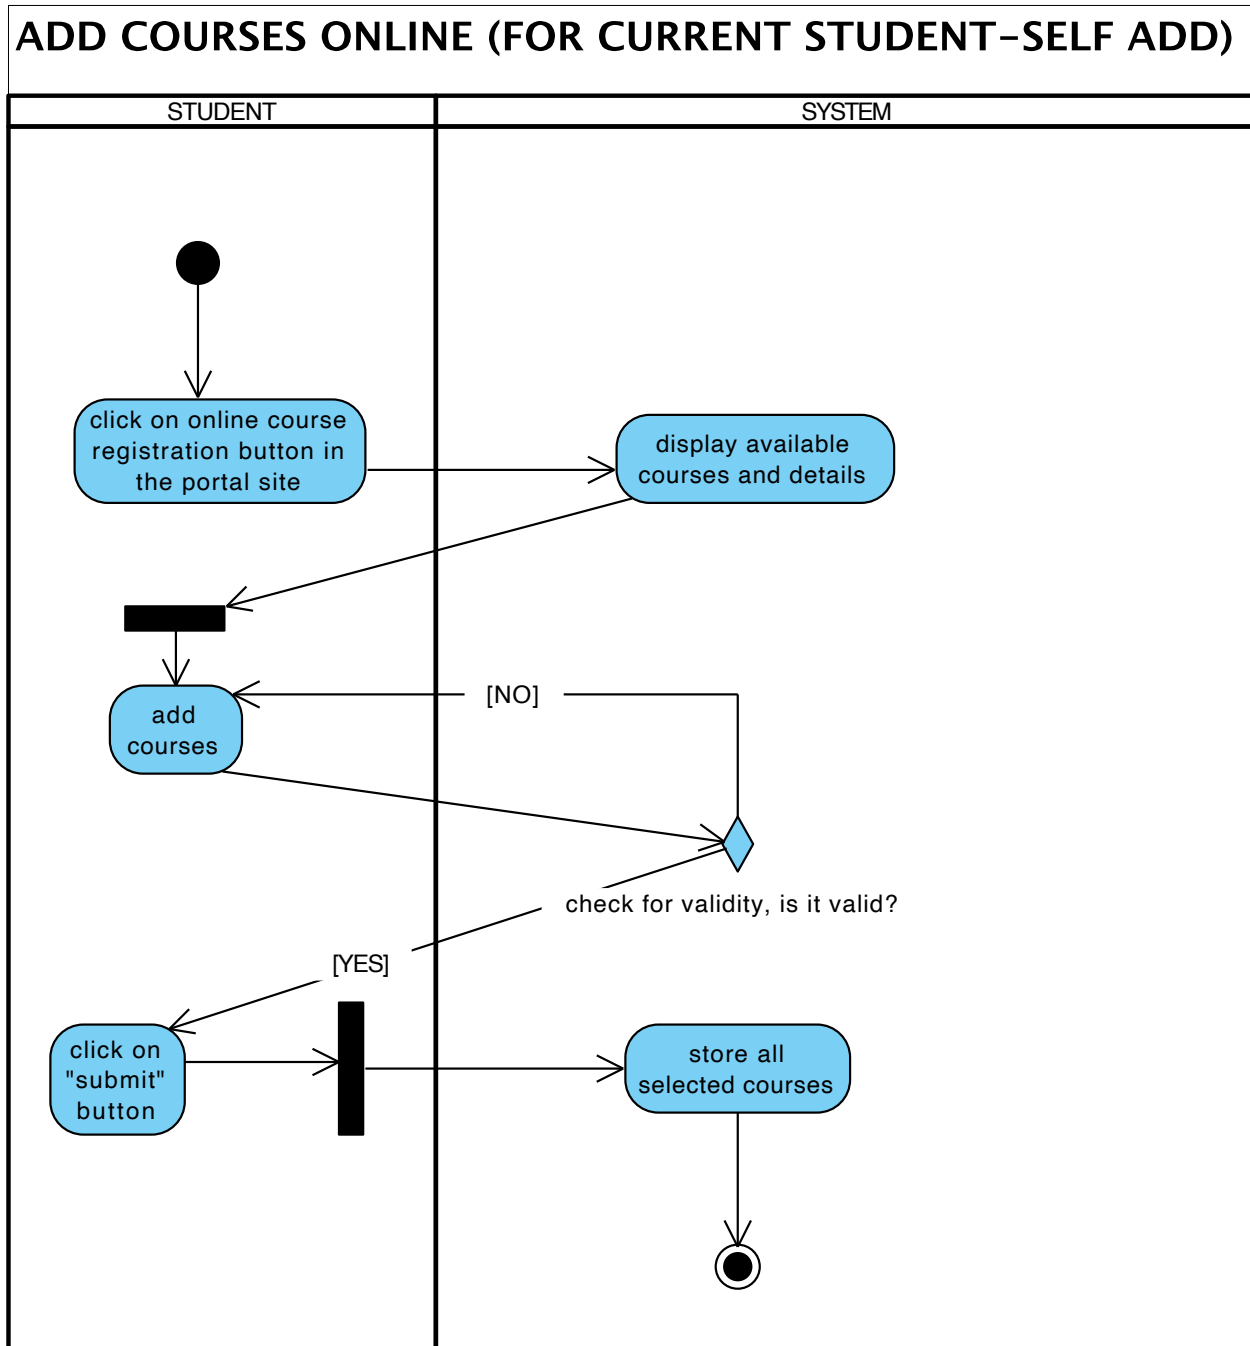 ADD COURSES ONLINE (FOR CURRENT STUDENT-SELF ADD)
STUDENT
SYSTEM
click on online course
registration button in
the portal site
display available
courses and details
[NO]
add
courses
check for validity, is it valid?
[YES]
click on
"submit"
button
store all
selected courses